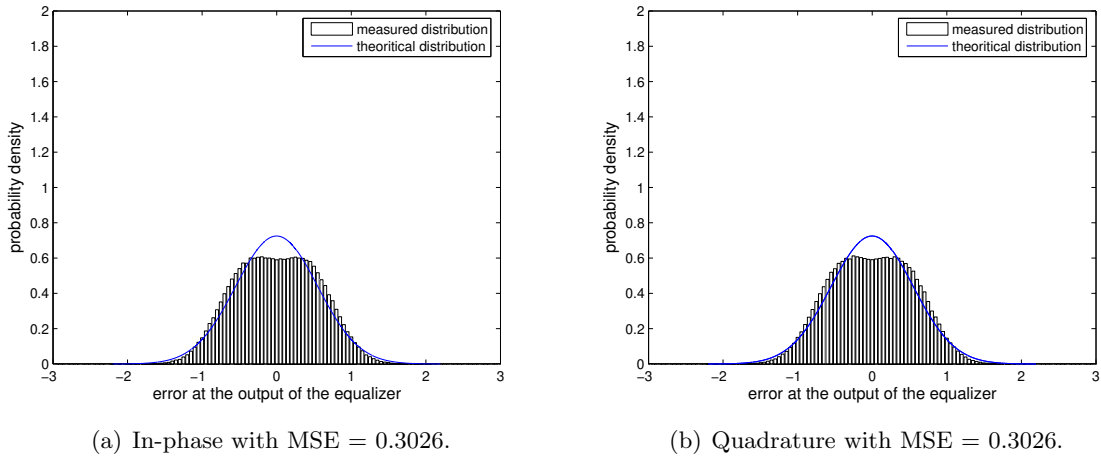 2
1.8
1.6
1.4
1.2
1
0.8
0.6
0.4
0.2
0
probability density
−3 −2 −1 0 1 2 3
error at the output of the equalizer
measured distribution
theoritical distribution
(a) In-phase with MSE = 0.3026.
2
1.8
1.6
1.4
1.2
1
0.8
0.6
0.4
0.2
0
probability density
−3 −2 −1 0 1 2 3
error at the output of the equalizer
measured distribution
theoritical distribution
(b) Quadrature with MSE = 0.3026.